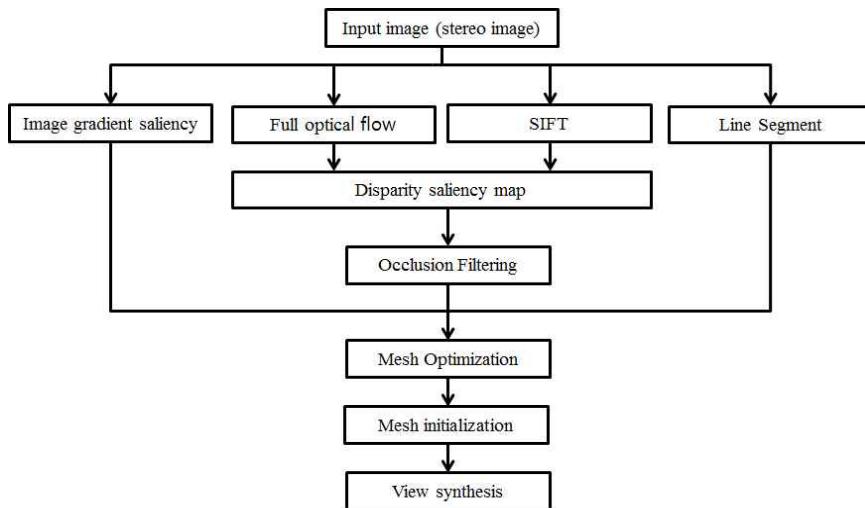 Input image (stereo image)
Image gradient saliency
Full optical flow
SIFT
Line Segment
Disparity saliency map
Occlusion Filtering
Mesh Optimization
Mesh initialization
View synthesis